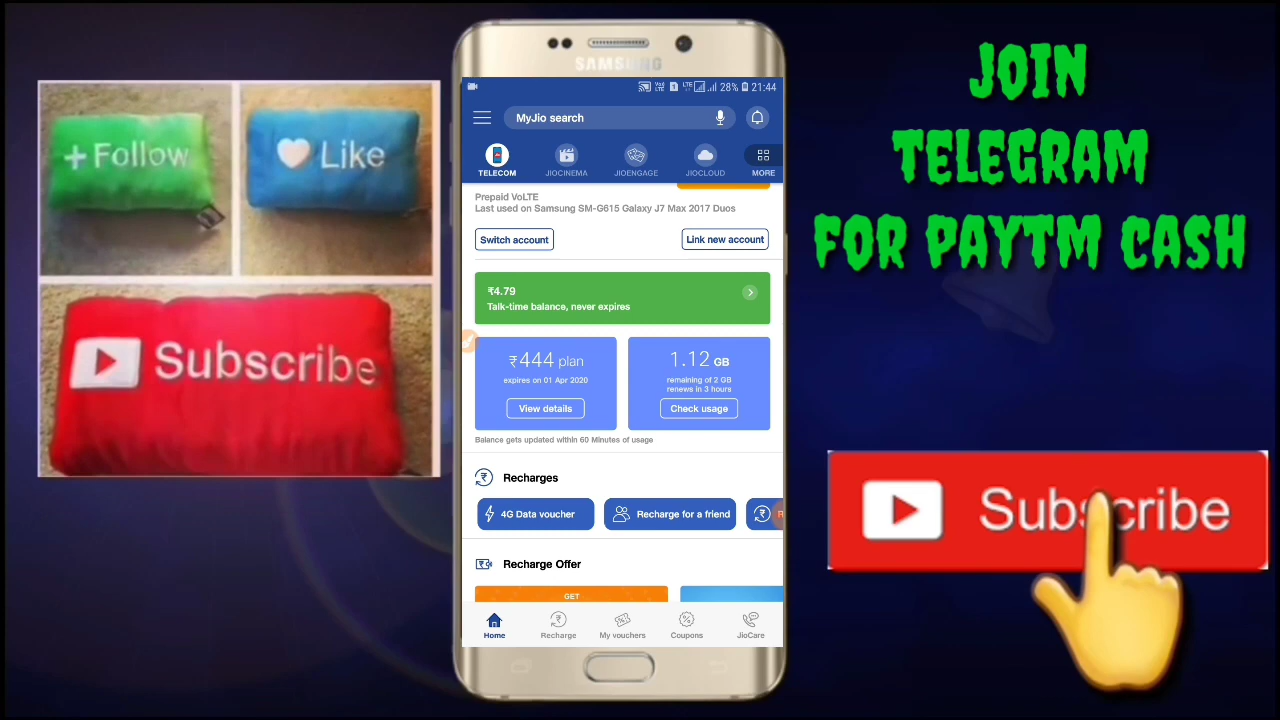 + Follow
Like
Subscribe
SAMSUNG
28% 21:44
MyJio search
TELECOM
JIOCINEMA
JIOENGAGE
JIOCLOUD
MORE
Prepaid VoLTE
Last used on Samsung SM-G615 Galaxy J7 Max 2017 Duos
Switch account
Link new account
₹4.79
Talk-time balance, never expires
₹444 plan
expires on 01 Apr 2020
View details
1.12 GB
remaining of 2 GB
renews in 3 hours
Check usage
Balance gets updated within 60 Minutes of usage
Recharges
4G Data voucher
Recharge for a friend
Recharge Offer
GET
Home
Recharge
My vouchers
Coupons
JioCare
JOIN
TELEGRAM
FOR PAYTM CASH
Subscribe